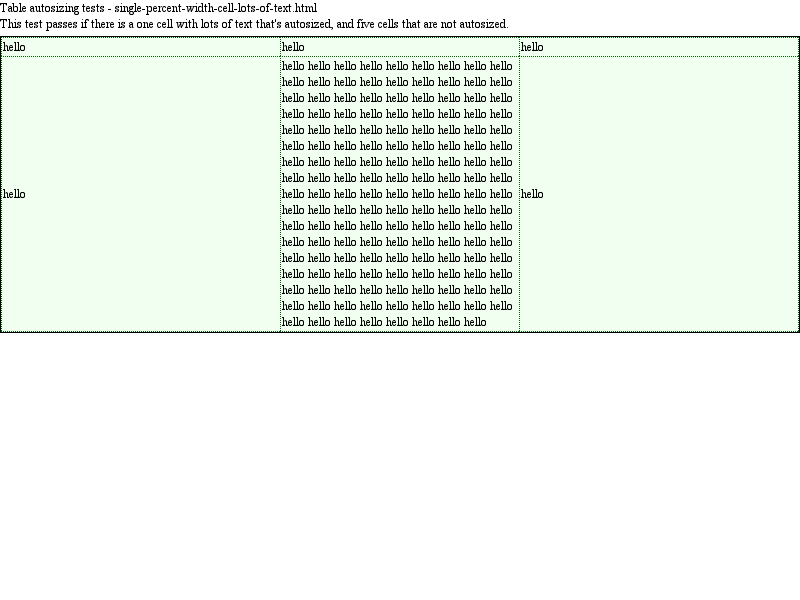 Table autosizing tests - single-percent-width-cell-lots-of-text.html
This test passes if there is a one cell with lots of text that's autosized, and five cells that are not autosized.
hello hello hello
hello hello hello hello hello hello hello hello hello
hello hello hello hello hello hello hello hello hello
hello hello hello hello hello hello hello hello hello
hello hello hello hello hello hello hello hello hello
hello hello hello hello hello hello hello hello hello
hello hello hello hello hello hello hello hello hello
hello hello hello hello hello hello hello hello hello
hello hello hello hello hello hello hello hello hello
hello hello hello hello hello hello hello hello hello hello hello
hello hello hello hello hello hello hello hello hello
hello hello hello hello hello hello hello hello hello
hello hello hello hello hello hello hello hello hello
hello hello hello hello hello hello hello hello hello
hello hello hello hello hello hello hello hello hello
hello hello hello hello hello hello hello hello hello
hello hello hello hello hello hello hello hello hello
hello hello hello hello hello hello hello hello